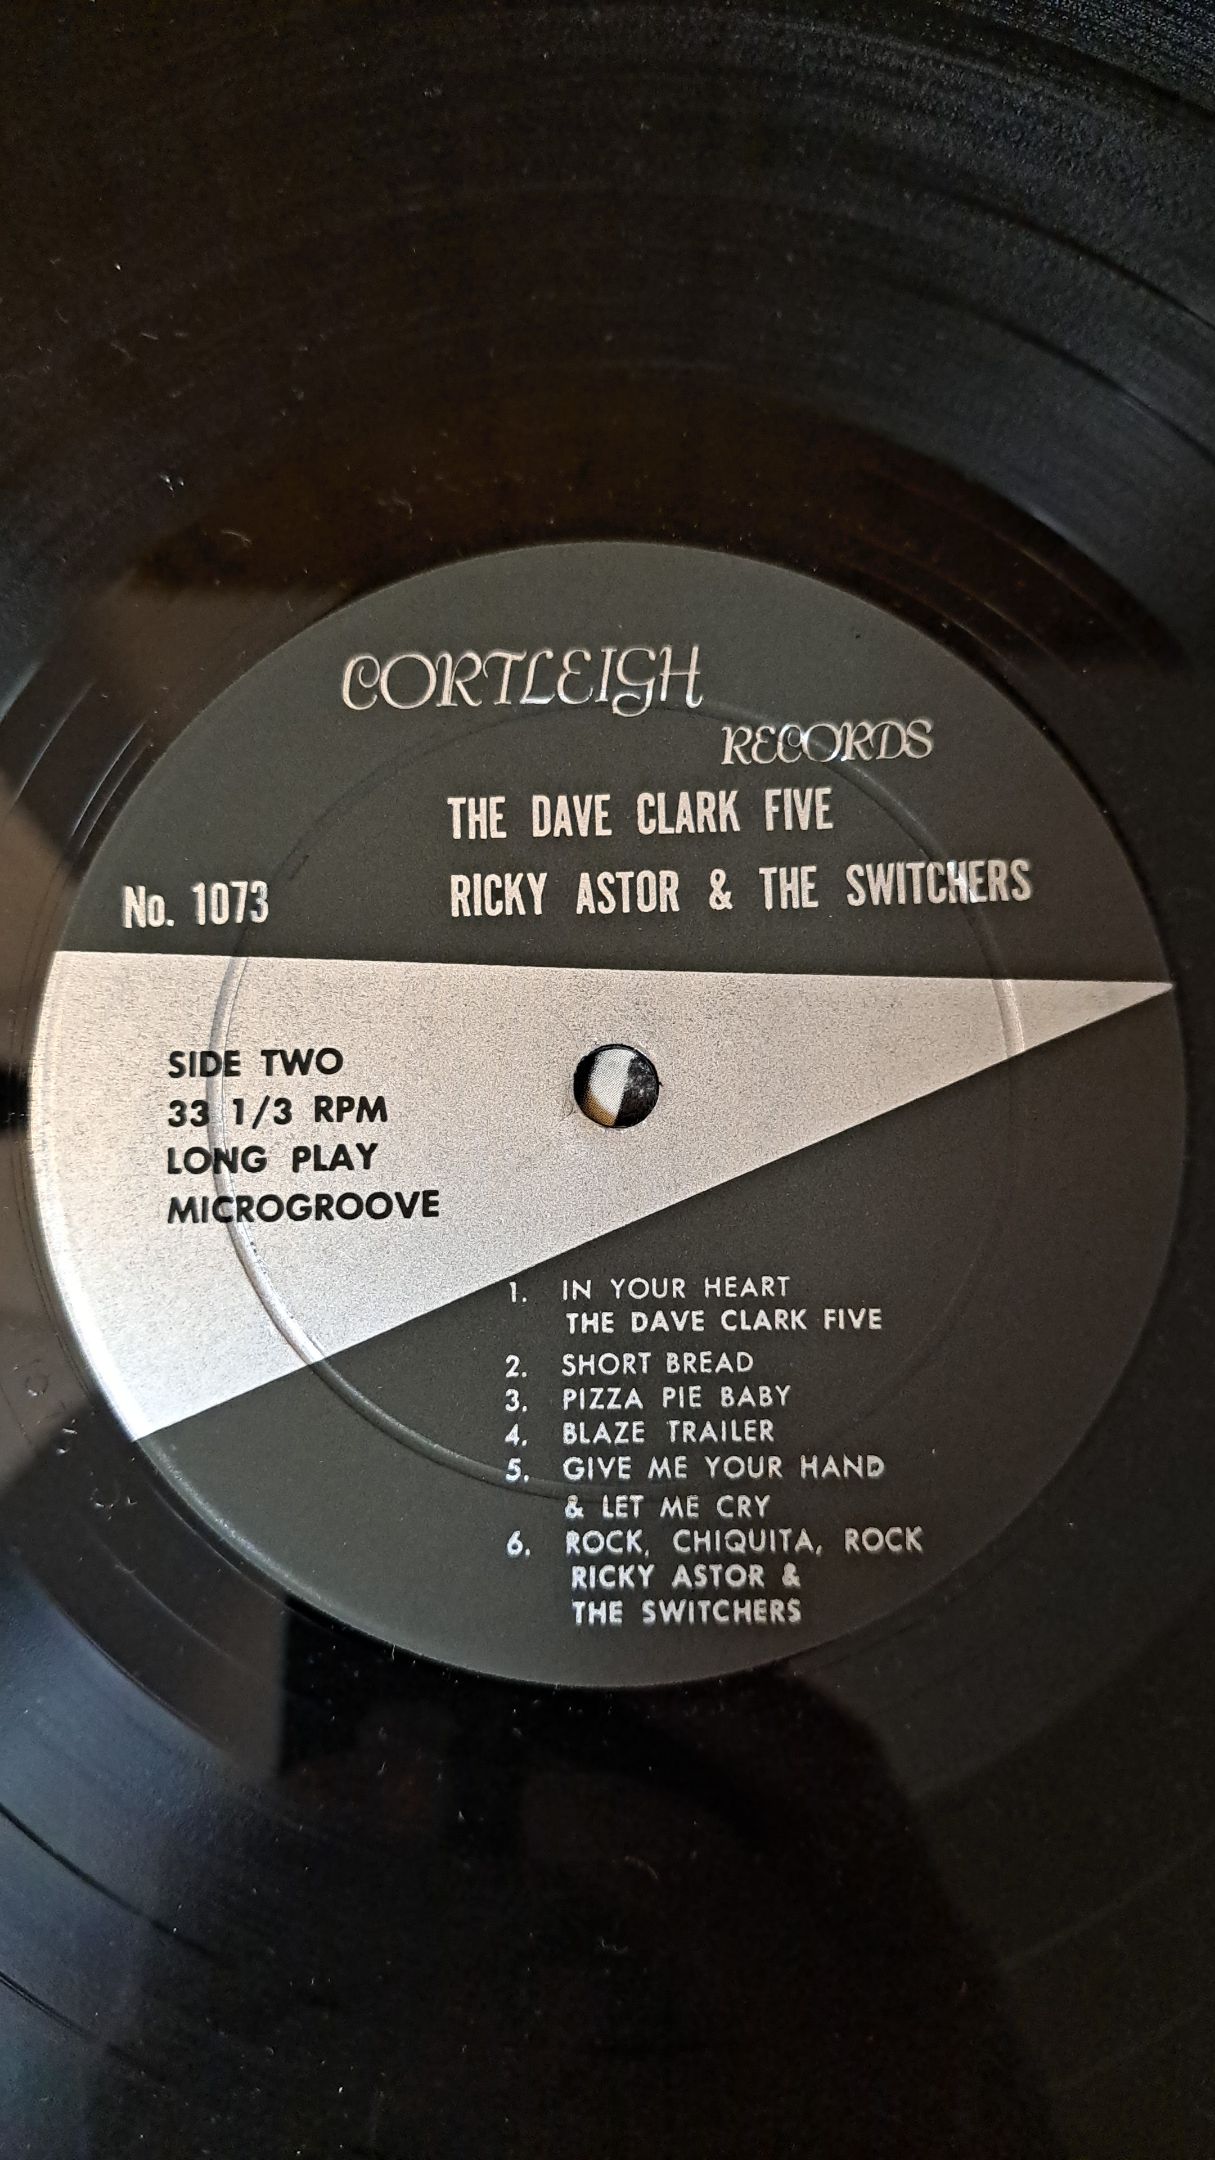 CORTLEIGH
RECORDS
THE DAVE CLARK FIVE
No. 1073
RICKY ASTOR & THE SWITCHERS
SIDE TWO
33 1/3 RPM
LONG PLAY
MICROGROOVE
1. IN YOUR HEART
THE DAVE CLARK FIVE
2. SHORT BREAD
3. PIZZA PIE BABY
4. BLAZE TRAILER
5. GIVE ME YOUR HAND
& LET ME CRY
6. ROCK, CHIQUITA, ROCK
RICKY ASTOR &
THE SWITCHERS